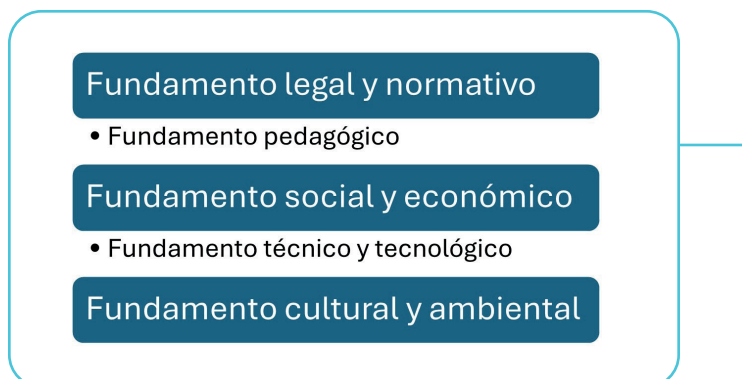 Fundamento legal y normativo
• Fundamento pedagógico
Fundamento social y económico
• Fundamento técnico y tecnológico
Fundamento cultural y ambiental